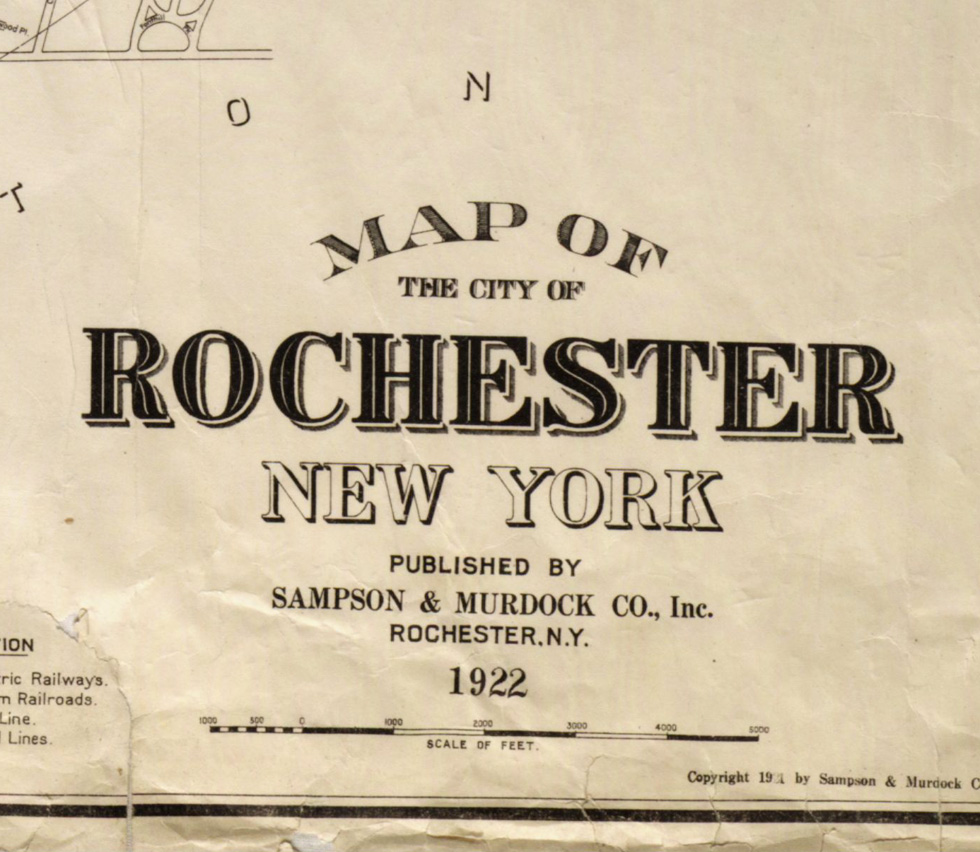 O N
MAP OF
THE CITY OF
ROCHESTER
NEW YORK
PUBLISHED BY
SAMPSON & MURDOCK CO., Inc.
ROCHESTER, N.Y.
1922
1000 500 0 1000 2000 3000 4000 5000
SCALE OF FEET.
ric Railways.
Railroads.
Line.
Lines.
Copyright by Sampson & Murdock